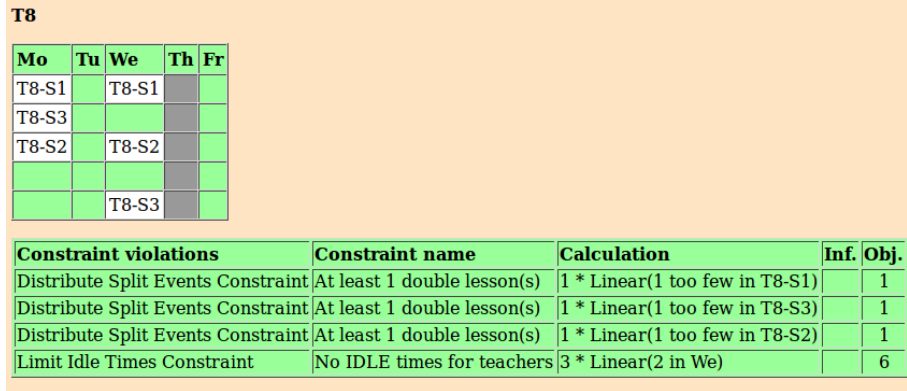 T8
Mo Tu We Th Fr
T8-S1 T8-S1
T8-S3
T8-S2 T8-S2
T8-S3
Constraint violations Constraint name Calculation Inf. Obj.
Distribute Split Events Constraint At least 1 double lesson(s) 1 * Linear(1 too few in T8-S1) 1
Distribute Split Events Constraint At least 1 double lesson(s) 1 * Linear(1 too few in T8-S3) 1
Distribute Split Events Constraint At least 1 double lesson(s) 1 * Linear(1 too few in T8-S2) 1
Limit Idle Times Constraint No IDLE times for teachers 3 * Linear(2 in We) 6